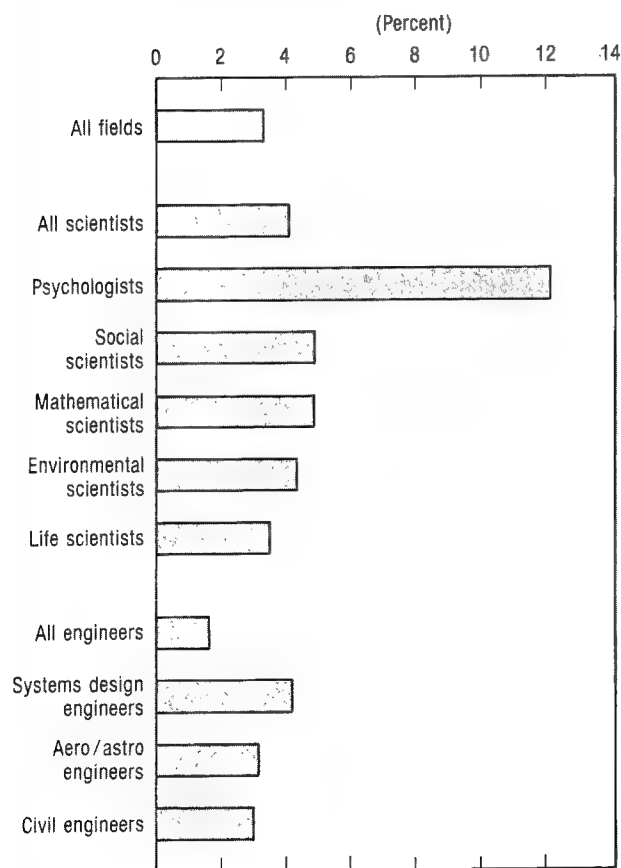 (Percent)
0 2 4 6 8 10 12 14
All fields
All scientists
Psychologists
Social
scientists
Mathematical
scientists
Environmental
scientists
Life scientists
All engineers
Systems design
engineers
Aero/astro
engineers
Civil engineers